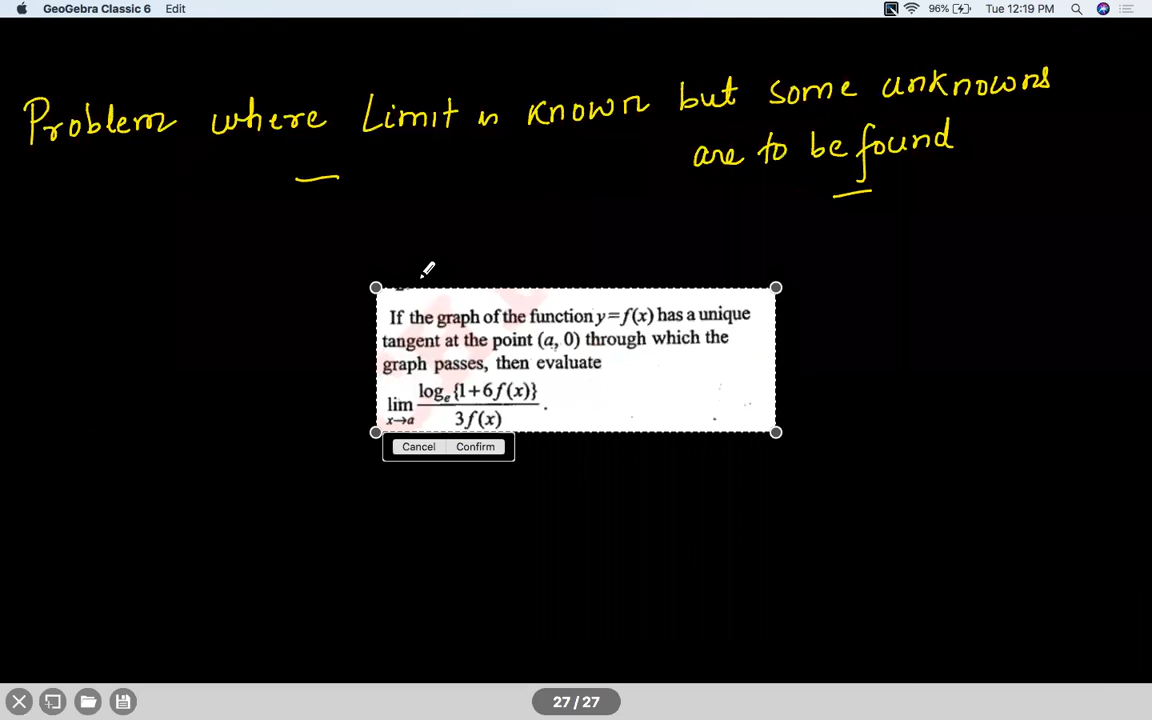 GeoGebra Classic 6 Edit 96% Tue 12:19 PM
Problem where Limit is known but some unknowns
are to be found
If the graph of the function y=f(x) has a unique
tangent at the point (a, 0) through which the
graph passes, then evaluate
lim x→a logₑ{1+6f(x)} / 3f(x) .
Cancel Confirm
27 / 27